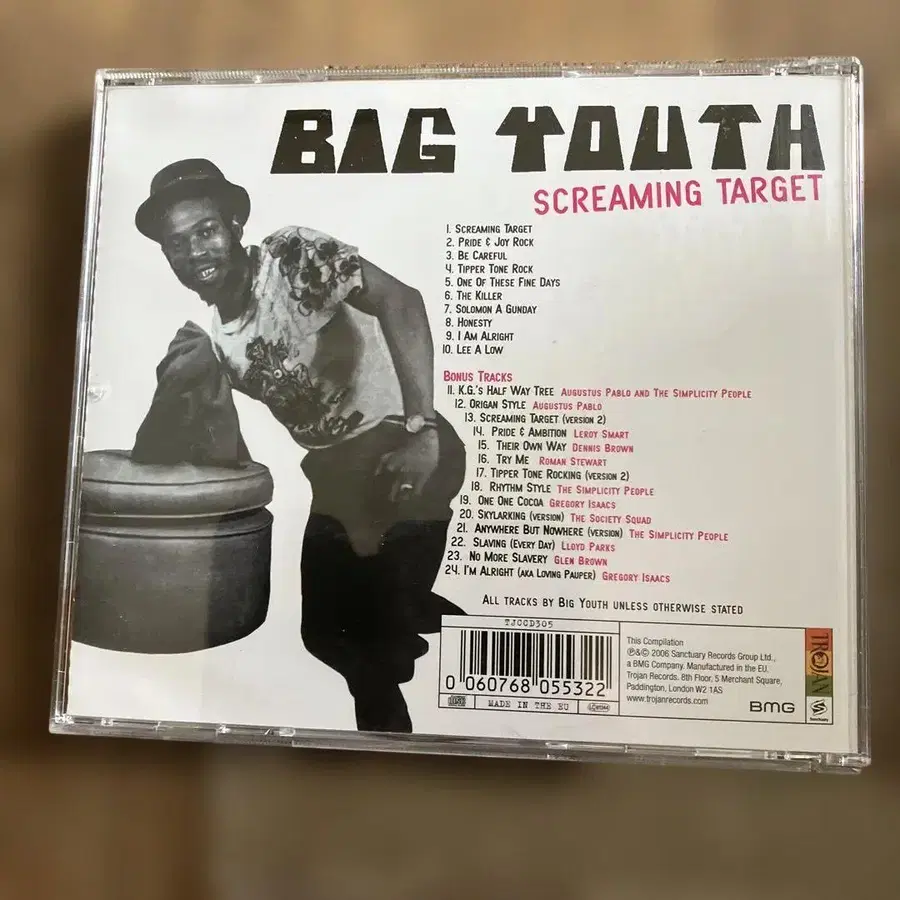 BIG YOUTH
SCREAMING TARGET
1. SCREAMING TARGET
2. PRIDE & JOY ROCK
3. BE CAREFUL
4. TIPPER TONE ROCK
5. ONE OF THESE FINE DAYS
6. THE KILLER
7. SOLOMON A GUNDAY
8. HONESTY
9. I AM ALRIGHT
10. LEE A LOW
BONUS TRACKS
11. K.G.'S HALF WAY TREE AUGUSTUS PABLO AND THE SIMPLICITY PEOPLE
12. ORIGAN STYLE AUGUSTUS PABLO
13. SCREAMING TARGET (VERSION 2)
14. PRIDE & AMBITION LEROY SMART
15. THEIR OWN WAY DENNIS BROWN
16. TRY ME ROMAN STEWART
17. TIPPER TONE ROCKING (VERSION 2)
18. RHYTHM STYLE THE SIMPLICITY PEOPLE
19. ONE ONE COCOA GREGORY ISAACS
20. SKYLARKING (VERSION) THE SOCIETY SQUAD
21. ANYWHERE BUT NOWHERE (VERSION) THE SIMPLICITY PEOPLE
22. SLAVING (EVERY DAY) LLOYD PARKS
23. NO MORE SLAVERY GLEN BROWN
24. I'M ALRIGHT (AKA LOVING PAUPER) GREGORY ISAACS
ALL TRACKS BY BIG YOUTH UNLESS OTHERWISE STATED
TJCCD305
0 060768 055322
MADE IN THE EU
This Compilation
℗&© 2006 Sanctuary Records Group Ltd.,
a BMG Company. Manufactured in the EU.
Trojan Records. 8th Floor, 5 Merchant Square,
Paddington, London W2 1AS
www.trojanrecords.com
BMG
TROJAN
Sanctuary